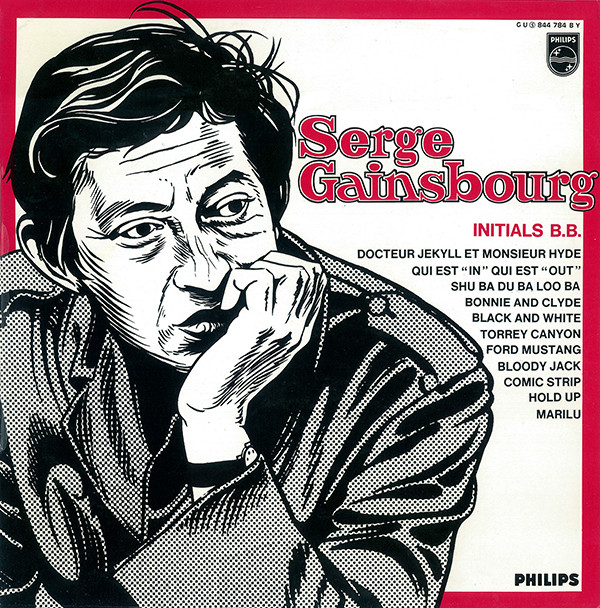 G U Ⓢ 844 784 B Y
PHILIPS
Serge
Gainsbourg
INITIALS B.B.
DOCTEUR JEKYLL ET MONSIEUR HYDE
QUI EST “IN” QUI EST “OUT”
SHU BA DU BA LOO BA
BONNIE AND CLYDE
BLACK AND WHITE
TORREY CANYON
FORD MUSTANG
BLOODY JACK
COMIC STRIP
HOLD UP
MARILU
PHILIPS